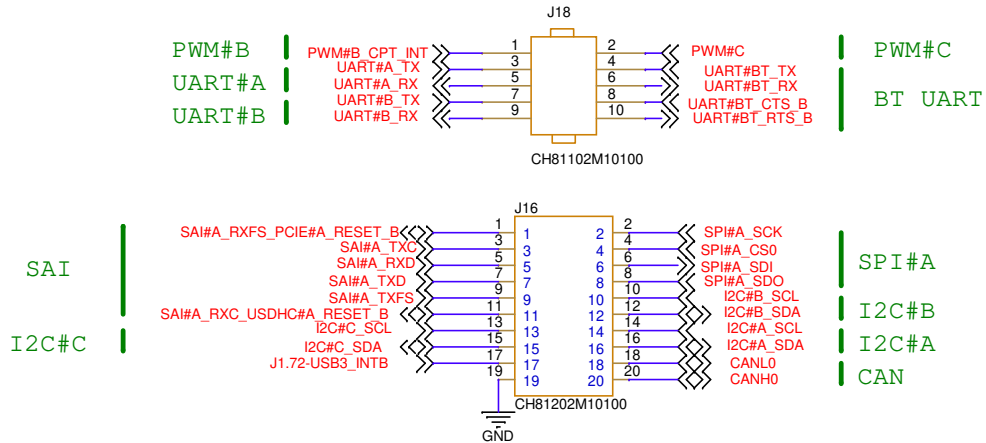 J18
PWM#B PWM#B_CPT_INT 1 2 PWM#C PWM#C
UART#A_TX 3 4 UART#BT_TX
UART#A UART#A_RX 5 6 UART#BT_RX
UART#B_TX 7 8 UART#BT_CTS_B BT UART
UART#B UART#B_RX 9 10 UART#BT_RTS_B
CH81102M10100
J16
SAI#A_RXFS_PCIE#A_RESET_B 1 1 2 2 SPI#A_SCK
SAI#A_TXC 3 3 4 4 SPI#A_CS0
SAI SAI#A_RXD 5 5 6 6 SPI#A_SDI SPI#A
SAI#A_TXD 7 7 8 8 SPI#A_SDO
SAI#A_TXFS 9 9 10 10 I2C#B_SCL
SAI#A_RXC_USDHC#A_RESET_B 11 11 12 12 I2C#B_SDA I2C#B
I2C#C_SCL 13 13 14 14 I2C#A_SCL
I2C#C I2C#C_SDA 15 15 16 16 I2C#A_SDA I2C#A
J1.72-USB3_INTB 17 17 18 18 CANL0
19 19 20 20 CANH0 CAN
CH81202M10100
GND